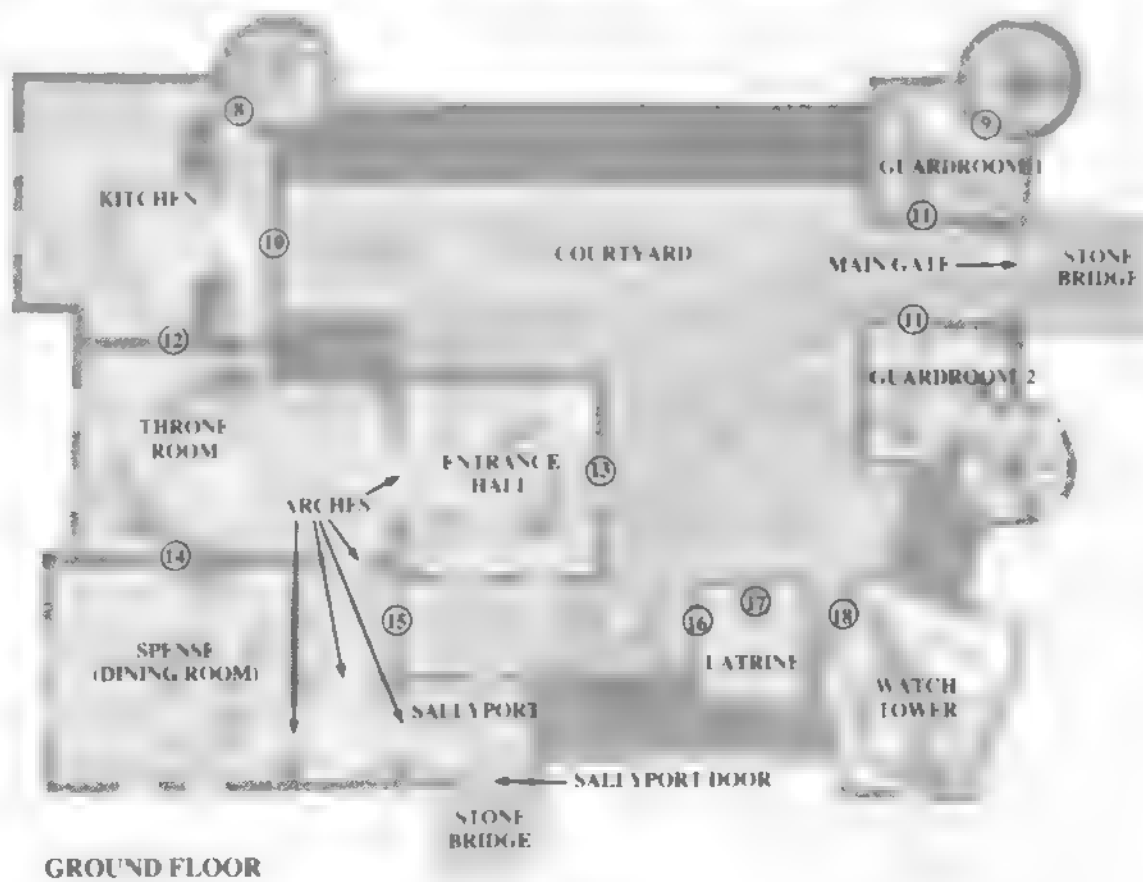 8
9
GUARDROOM 1
KITCHEN
11
10
COURTYARD
MAIN GATE
STONE
BRIDGE
11
12
GUARDROOM 2
THRONE
ROOM
ENTRANCE
HALL
13
ARCHES
14
15
16
17
18
SPENSE
(DINING ROOM)
LATRINE
WATCH
TOWER
SALLYPORT
SALLYPORT DOOR
STONE
BRIDGE
GROUND FLOOR